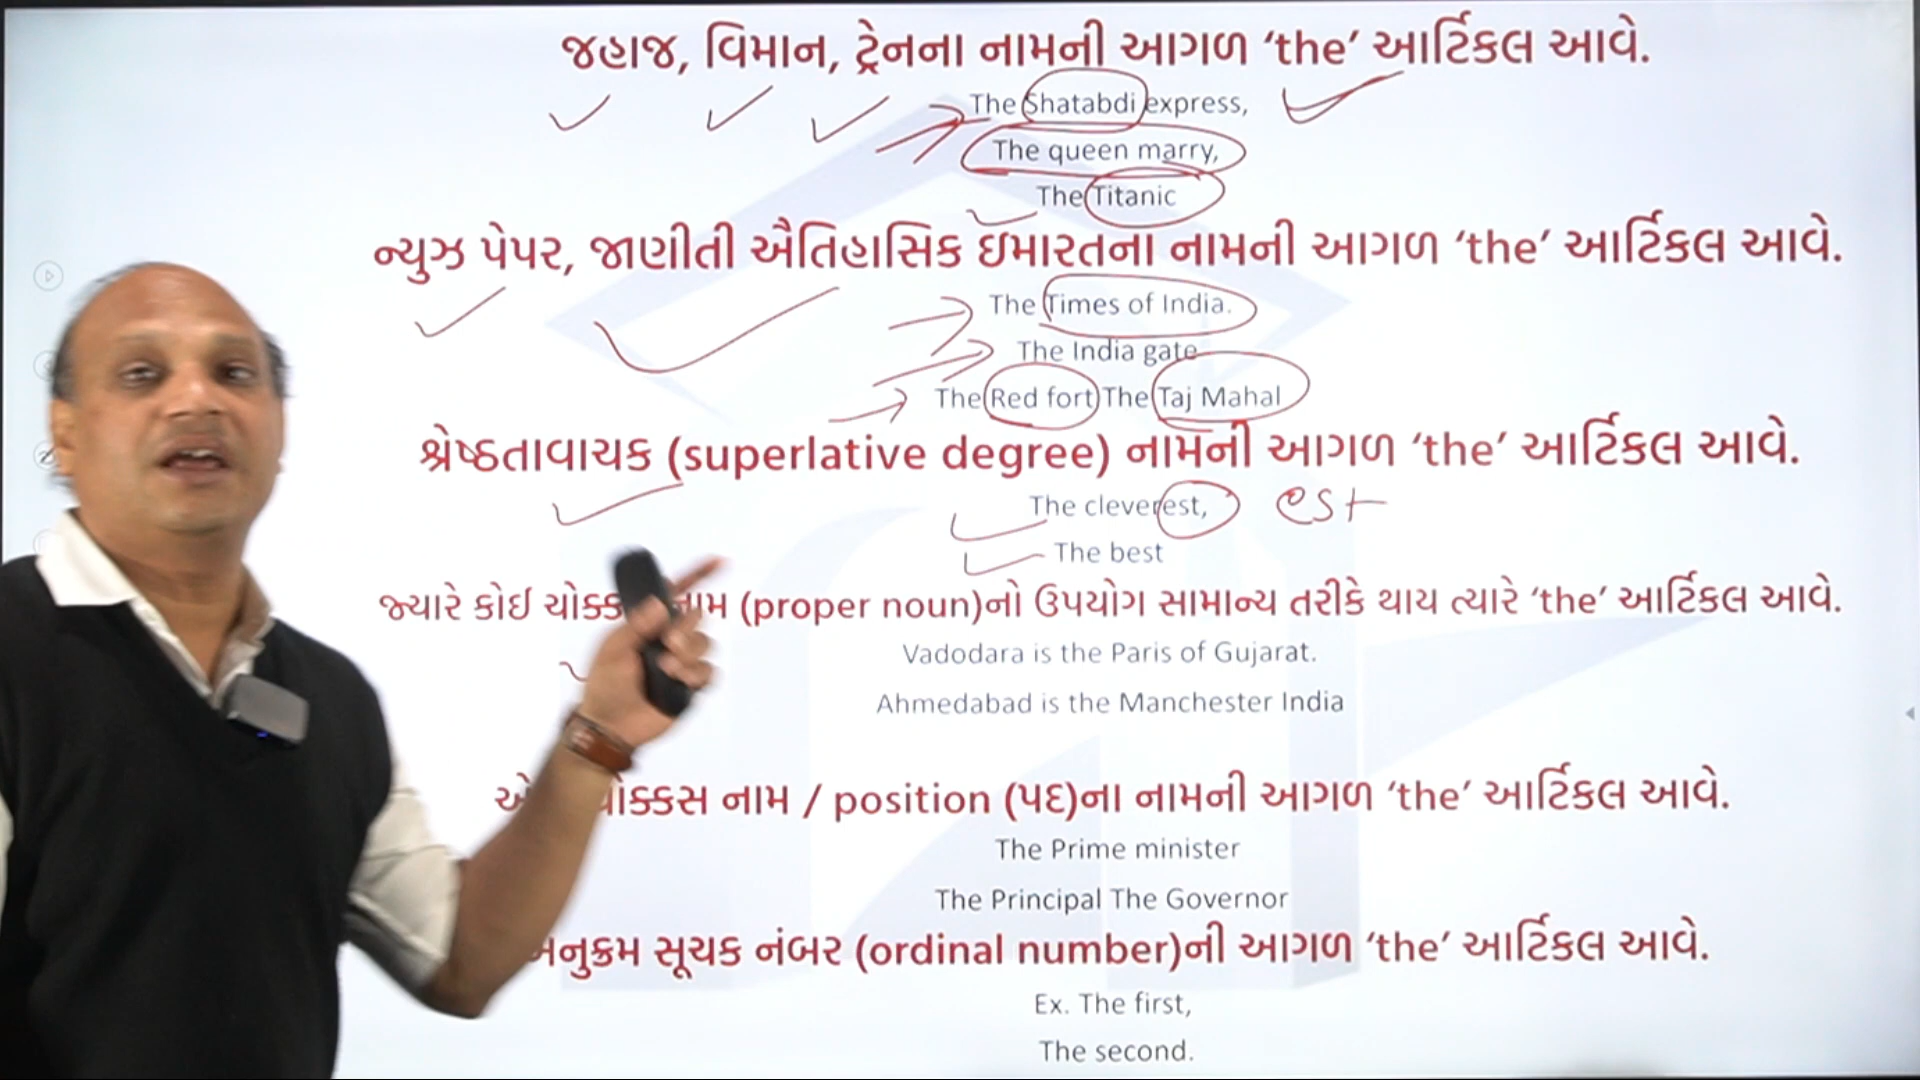 જહાજ, વિમાન, ટ્રેનના નામની આગળ ‘the’ આર્ટિકલ આવે.
The Shatabdi express,
The queen marry,
The Titanic
ન્યુઝ પેપર, જાણીતી ઐતિહાસિક ઇમારતના નામની આગળ ‘the’ આર્ટિકલ આવે.
The Times of India.
The India gate
The Red fort The Taj Mahal
શ્રેષ્ઠતાવાચક (superlative degree) નામની આગળ ‘the’ આર્ટિકલ આવે.
The cleverest, est
The best
જ્યારે કોઈ નામ (proper noun)નો ઉપયોગ સામાન્ય તરીકે થાય ત્યારે ‘the’ આર્ટિકલ આવે.
Vadodara is the Paris of Gujarat.
Ahmedabad is the Manchester India
નામ / position (પદ)ના નામની આગળ ‘the’ આર્ટિકલ આવે.
The Prime minister
The Principal The Governor
સૂચક નંબર (ordinal number)ની આગળ ‘the’ આર્ટિકલ આવે.
Ex. The first,
The second.